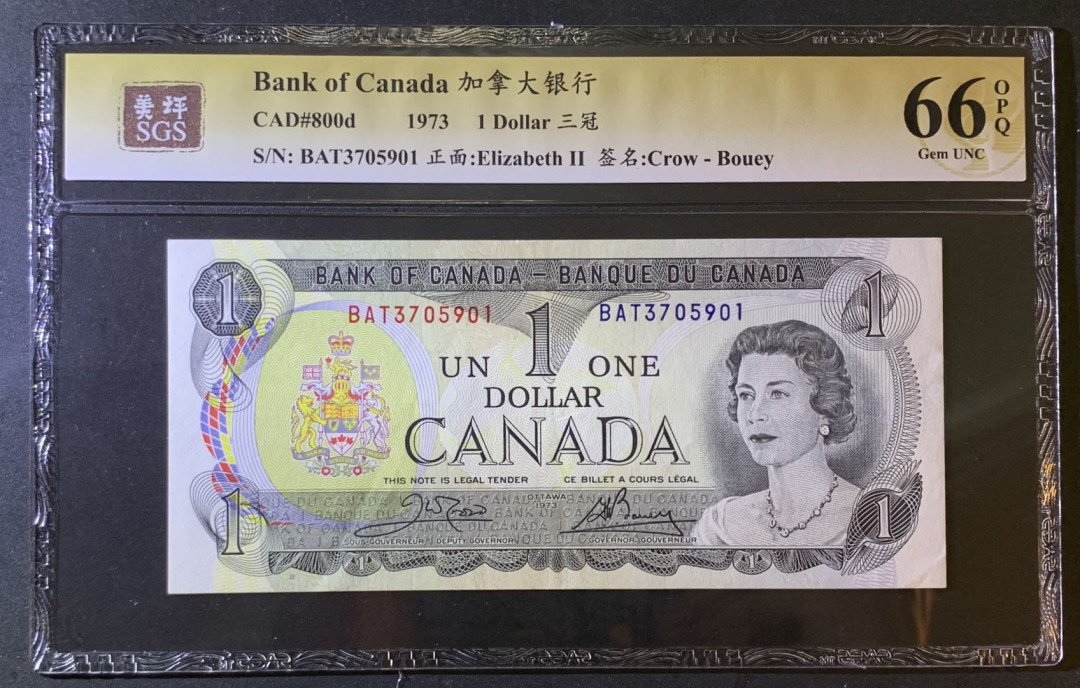 美评
SGS
Bank of Canada 加拿大银行
CAD#800d 1973 1 Dollar 三冠
S/N: BAT3705901 正面:Elizabeth II 签名:Crow - Bouey
66
OPQ
Gem UNC
1 BANK OF CANADA – BANQUE DU CANADA 1
BAT3705901 1 BAT3705901
UN ONE
DOLLAR
CANADA
THIS NOTE IS LEGAL TENDER CE BILLET A COURS LÉGAL
OTTAWA
1973
SOUS-GOUVERNEUR DEPUTY GOVERNOR GOVERNOR GOUVERNEUR
1 1
1 1